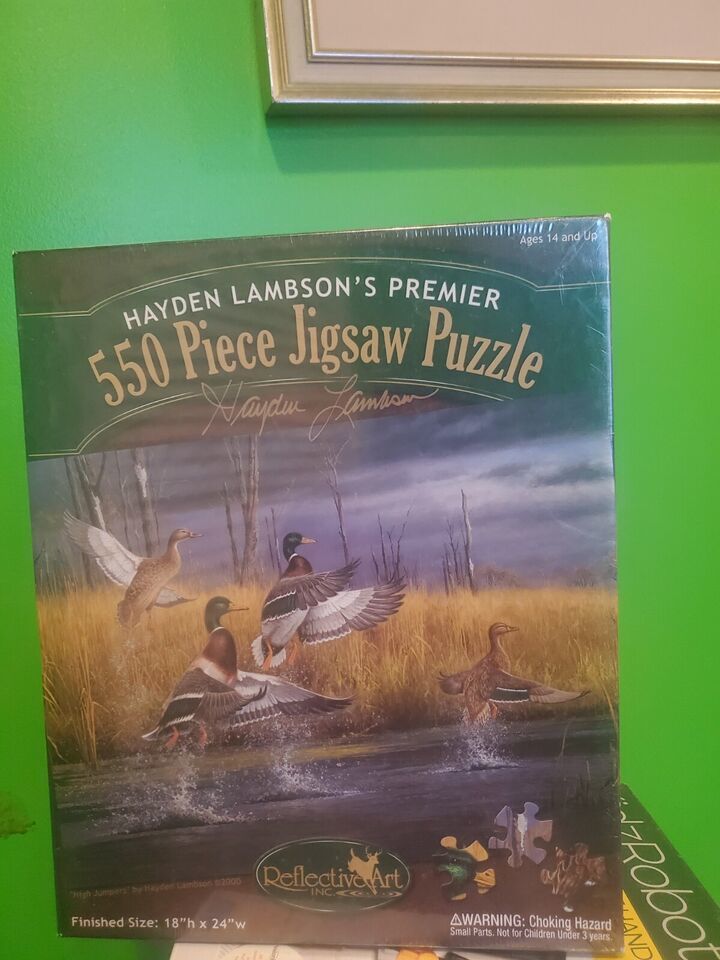 Ages 14 and Up
HAYDEN LAMBSON'S PREMIER
550 Piece Jigsaw Puzzle
Hayden Lambson
Reflective Art
INC.
"High Jumpers" by Hayden Lambson ©2000
Finished Size: 18"h x 24"w
⚠WARNING: Choking Hazard
Small Parts. Not for Children Under 3 years.
HAND